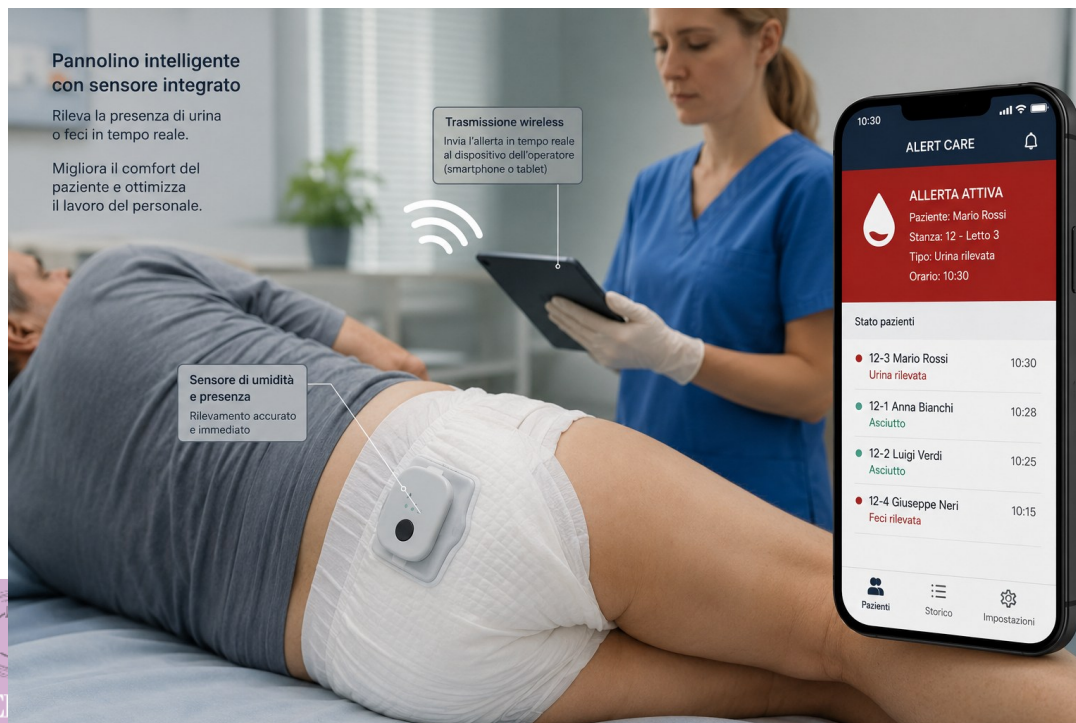 Pannolino intelligente
con sensore integrato
Rileva la presenza di urina
o feci in tempo reale.
Migliora il comfort del
paziente e ottimizza
il lavoro del personale.
Trasmissione wireless
Invia l'allerta in tempo reale
al dispositivo dell'operatore
(smartphone o tablet)
Sensore di umidità
e presenza
Rilevamento accurato
e immediato
10:30
ALERT CARE
ALLERTA ATTIVA
Paziente: Mario Rossi
Stanza: 12 - Letto 3
Tipo: Urina rilevata
Orario: 10:30
Stato pazienti
12-3 Mario Rossi 10:30
Urina rilevata
12-1 Anna Bianchi 10:28
Asciutto
12-2 Luigi Verdi 10:25
Asciutto
12-4 Giuseppe Neri 10:15
Feci rilevata
Pazienti Storico Impostazioni